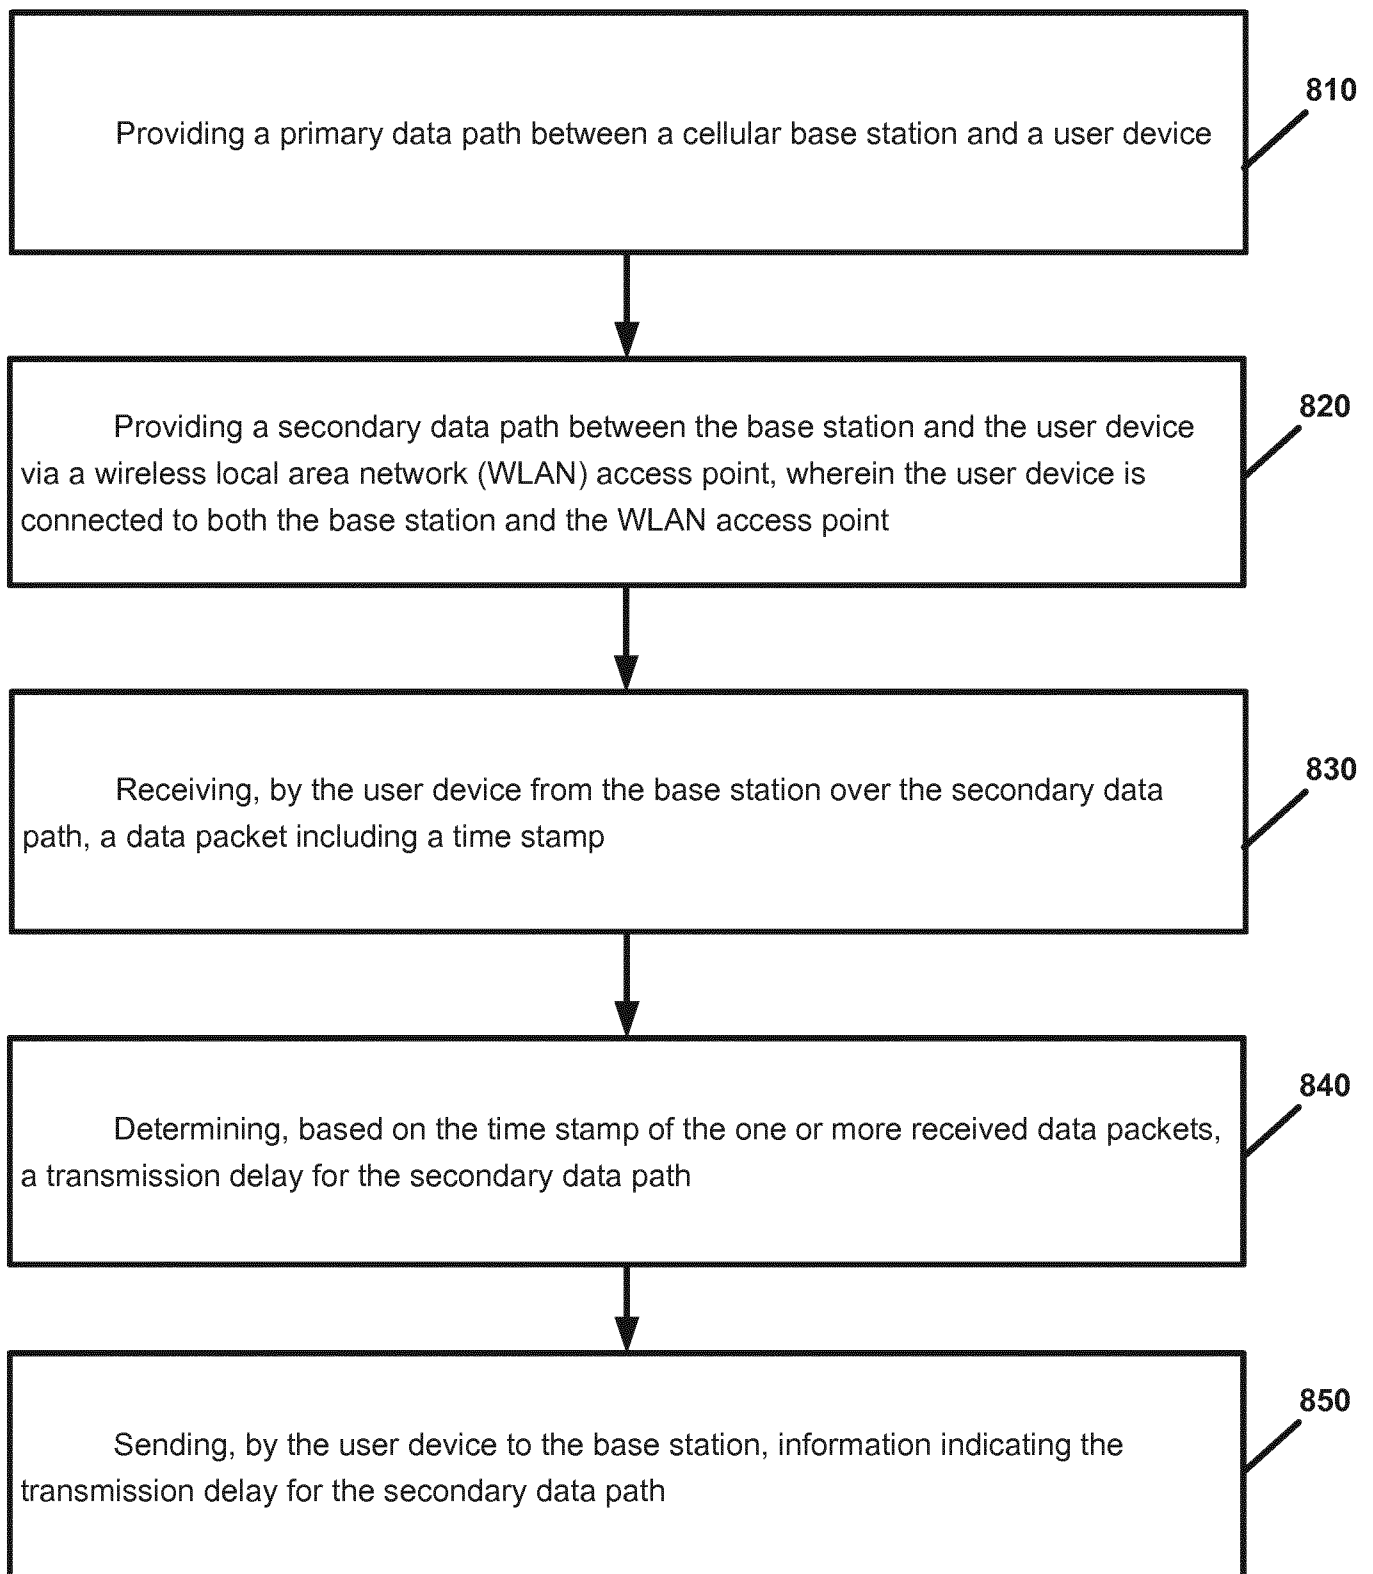 810
Providing a primary data path between a cellular base station and a user device
820
Providing a secondary data path between the base station and the user device
via a wireless local area network (WLAN) access point, wherein the user device is
connected to both the base station and the WLAN access point
830
Receiving, by the user device from the base station over the secondary data
path, a data packet including a time stamp
840
Determining, based on the time stamp of the one or more received data packets,
a transmission delay for the secondary data path
850
Sending, by the user device to the base station, information indicating the
transmission delay for the secondary data path